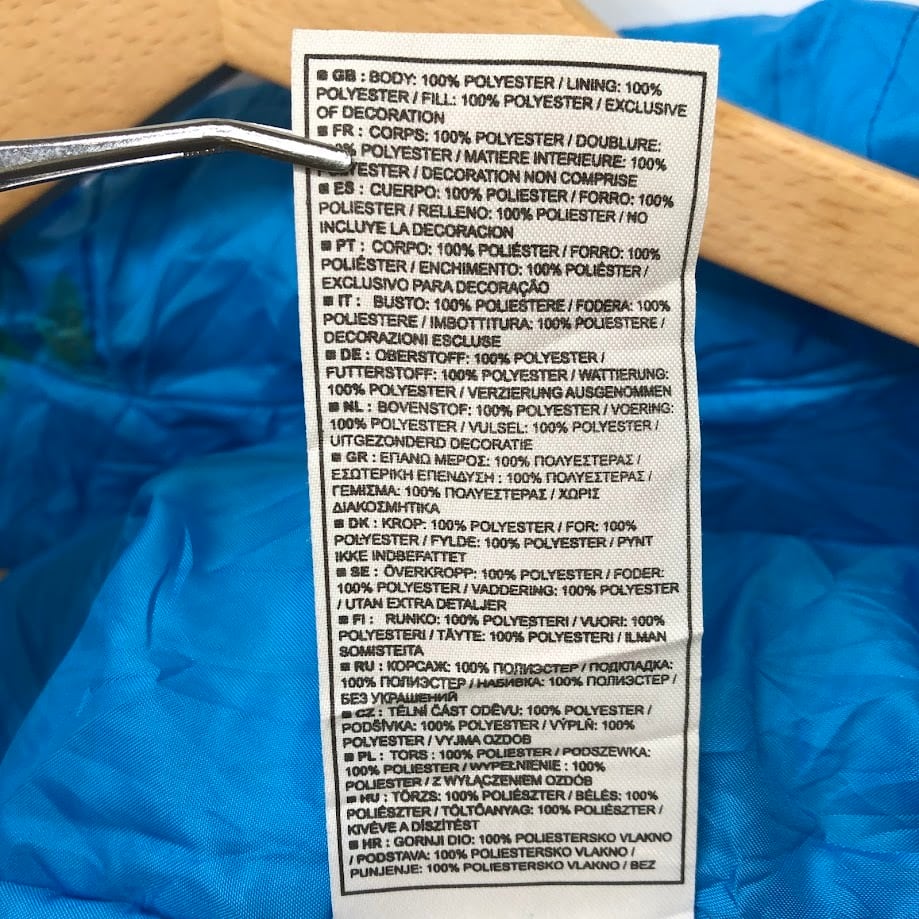 ■ GB : BODY: 100% POLYESTER / LINING: 100%
POLYESTER / FILL: 100% POLYESTER / EXCLUSIVE
OF DECORATION
■ FR : CORPS: 100% POLYESTER / DOUBLURE:
0% POLYESTER / MATIERE INTERIEURE: 100%
POLYESTER / DECORATION NON COMPRISE
■ ES : CUERPO: 100% POLIESTER / FORRO: 100%
POLIESTER / RELLENO: 100% POLIESTER / NO
INCLUYE LA DECORACION
■ PT : CORPO: 100% POLIÉSTER / FORRO: 100%
POLIÉSTER / ENCHIMENTO: 100% POLIÉSTER /
EXCLUSIVO PARA DECORAÇÃO
■ IT : BUSTO: 100% POLIESTERE / FODERA: 100%
POLIESTERE / IMBOTTITURA: 100% POLIESTERE /
DECORAZIONI ESCLUSE
■ DE : OBERSTOFF: 100% POLYESTER /
FUTTERSTOFF: 100% POLYESTER / WATTIERUNG:
100% POLYESTER / VERZIERUNG AUSGENOMMEN
■ NL : BOVENSTOF: 100% POLYESTER / VOERING:
100% POLYESTER / VULSEL: 100% POLYESTER /
UITGEZONDERD DECORATIE
■ GR : ΕΠΑΝΩ ΜΕΡΟΣ: 100% ΠΟΛΥΕΣΤΕΡΑΣ /
ΕΣΩΤΕΡΙΚΗ ΕΠΕΝΔΥΣΗ : 100% ΠΟΛΥΕΣΤΕΡΑΣ /
ΓΕΜΙΣΜΑ: 100% ΠΟΛΥΕΣΤΕΡΑΣ / ΧΩΡΙΣ
ΔΙΑΚΟΣΜΗΤΙΚΑ
■ DK : KROP: 100% POLYESTER / FOR: 100%
POLYESTER / FYLDE: 100% POLYESTER / PYNT
IKKE INDBEFATTET
■ SE : ÖVERKROPP: 100% POLYESTER / FODER:
100% POLYESTER / VADDERING: 100% POLYESTER
/ UTAN EXTRA DETALJER
■ FI : RUNKO: 100% POLYESTERI / VUORI: 100%
POLYESTERI / TÄYTE: 100% POLYESTERI / ILMAN
SOMISTEITA
■ RU : КОРСАЖ: 100% ПОЛИЭСТЕР / ПОДКЛАДКА:
100% ПОЛИЭСТЕР / НАБИВКА: 100% ПОЛИЭСТЕР /
БЕЗ УКРАШЕНИЙ
■ CZ : TĚLNÍ ČÁST ODĚVU: 100% POLYESTER /
PODŠÍVKA: 100% POLYESTER / VÝPLŇ: 100%
POLYESTER / VYJMA OZDOB
■ PL : TORS : 100% POLIESTER / PODSZEWKA:
100% POLIESTER / WYPEŁNIENIE : 100%
POLIESTER / Z WYŁĄCZENIEM OZDÓB
■ HU : TÖRZS: 100% POLIÉSZTER / BÉLÉS: 100%
POLIÉSZTER / TÖLTŐANYAG: 100% POLIÉSZTER /
KIVÉVE A DÍSZÍTÉST
■ HR : GORNJI DIO: 100% POLIESTERSKO VLAKNO
/ PODSTAVA: 100% POLIESTERSKO VLAKNO /
PUNJENJE: 100% POLIESTERSKO VLAKNO / BEZ